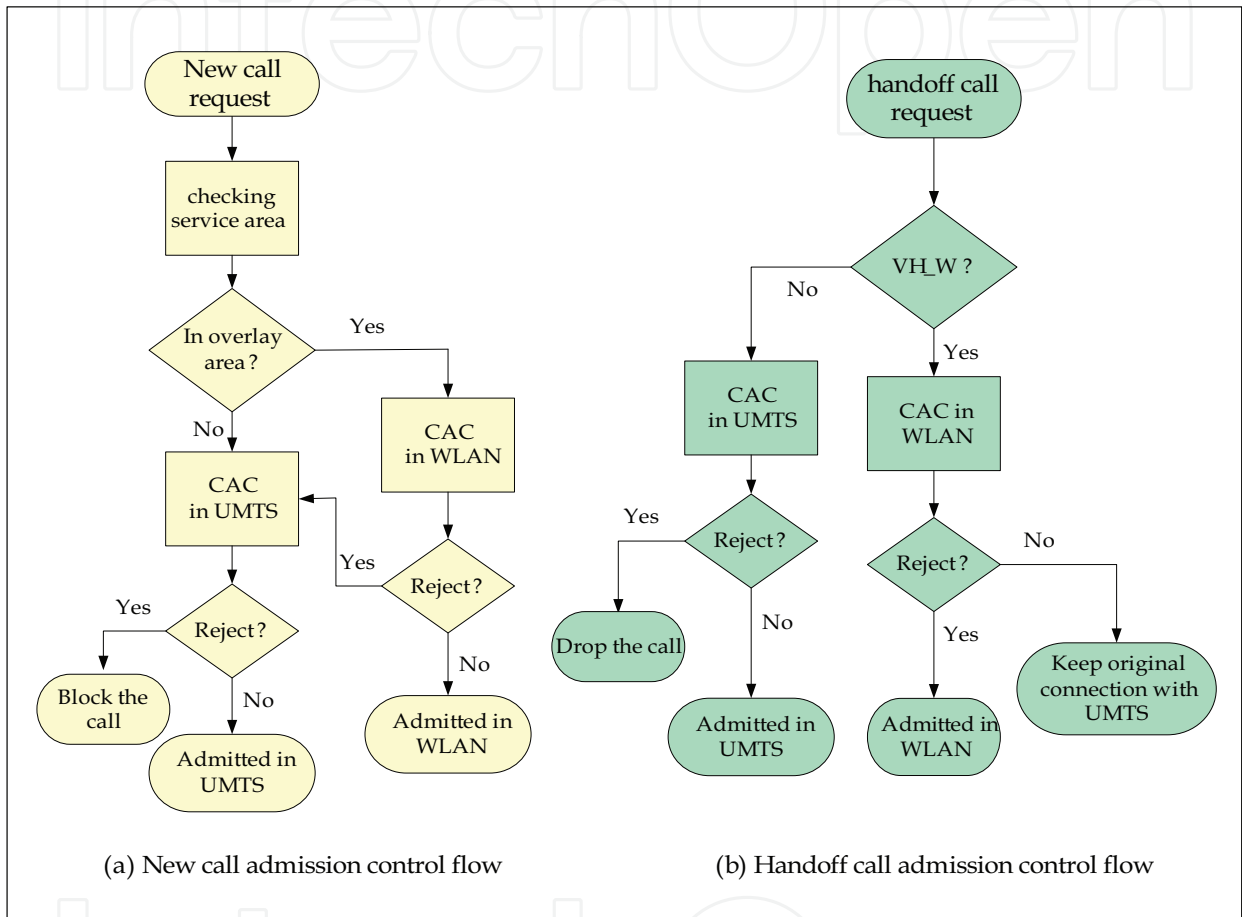 IntechOpen
New call
request
checking
service area
In overlay
area?
Yes
No
CAC
in WLAN
CAC
in UMTS
Yes
Reject?
Yes
Reject?
No
No
Block the
call
Admitted in
WLAN
Admitted in
UMTS
(a) New call admission control flow
handoff call
request
VH_W ?
No
Yes
CAC
in UMTS
CAC in
WLAN
Yes
Reject?
Reject?
No
No
Yes
Drop the call
Keep original
connection with
UMTS
Admitted in
UMTS
Admitted in
WLAN
(b) Handoff call admission control flow